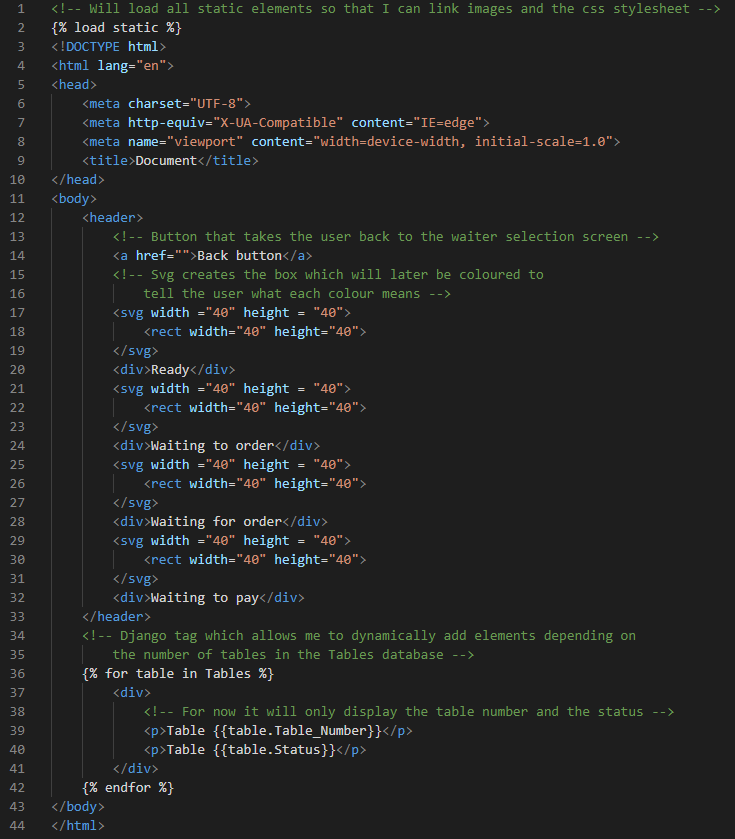 1 <!-- Will load all static elements so that I can link images and the css stylesheet -->
2 {% load static %}
3 <!DOCTYPE html>
4 <html lang="en">
5 <head>
6     <meta charset="UTF-8">
7     <meta http-equiv="X-UA-Compatible" content="IE=edge">
8     <meta name="viewport" content="width=device-width, initial-scale=1.0">
9     <title>Document</title>
10 </head>
11 <body>
12     <header>
13         <!-- Button that takes the user back to the waiter selection screen -->
14         <a href="">Back button</a>
15         <!-- Svg creates the box which will later be coloured to
16             tell the user what each colour means -->
17         <svg width ="40" height = "40">
18             <rect width="40" height="40">
19         </svg>
20         <div>Ready</div>
21         <svg width ="40" height = "40">
22             <rect width="40" height="40">
23         </svg>
24         <div>Waiting to order</div>
25         <svg width ="40" height = "40">
26             <rect width="40" height="40">
27         </svg>
28         <div>Waiting for order</div>
29         <svg width ="40" height = "40">
30             <rect width="40" height="40">
31         </svg>
32         <div>Waiting to pay</div>
33     </header>
34     <!-- Django tag which allows me to dynamically add elements depending on
35         the number of tables in the Tables database -->
36     {% for table in Tables %}
37         <div>
38             <!-- For now it will only display the table number and the status -->
39             <p>Table {{table.Table_Number}}</p>
40             <p>Table {{table.Status}}</p>
41         </div>
42     {% endfor %}
43 </body>
44 </html>